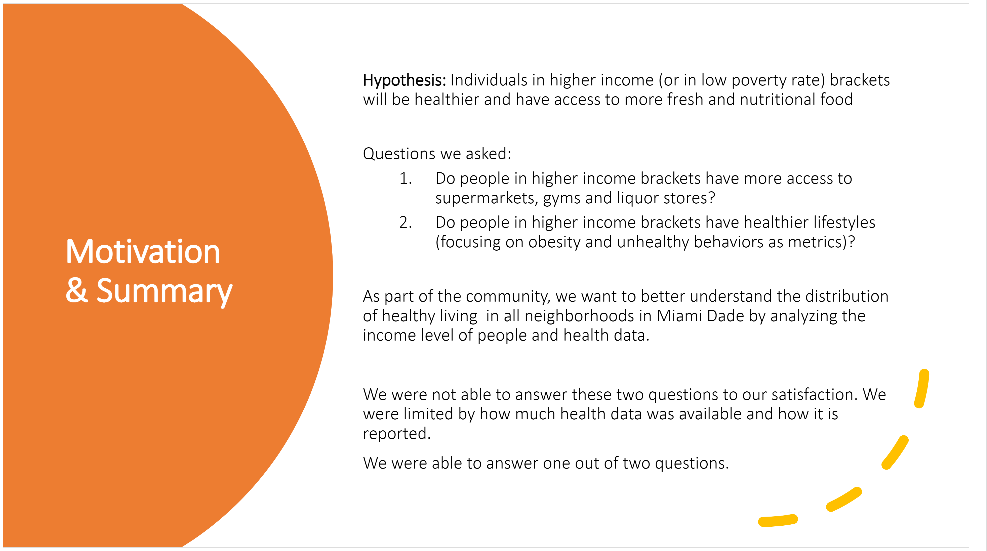 Motivation
& Summary
Hypothesis: Individuals in higher income (or in low poverty rate) brackets
will be healthier and have access to more fresh and nutritional food
Questions we asked:
1. Do people in higher income brackets have more access to
supermarkets, gyms and liquor stores?
2. Do people in higher income brackets have healthier lifestyles
(focusing on obesity and unhealthy behaviors as metrics)?
As part of the community, we want to better understand the distribution
of healthy living  in all neighborhoods in Miami Dade by analyzing the
income level of people and health data.
We were not able to answer these two questions to our satisfaction. We
were limited by how much health data was available and how it is
reported.
We were able to answer one out of two questions.